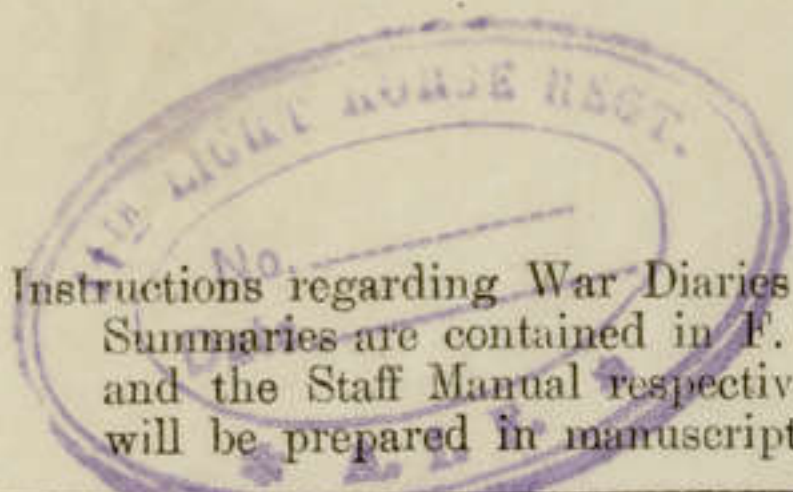 LIGHT HORSE REGT.
No.
Instructions regarding War Diaries
Summaries are contained in F.
and the Staff Manual respectiv
will be prepared in manuscript